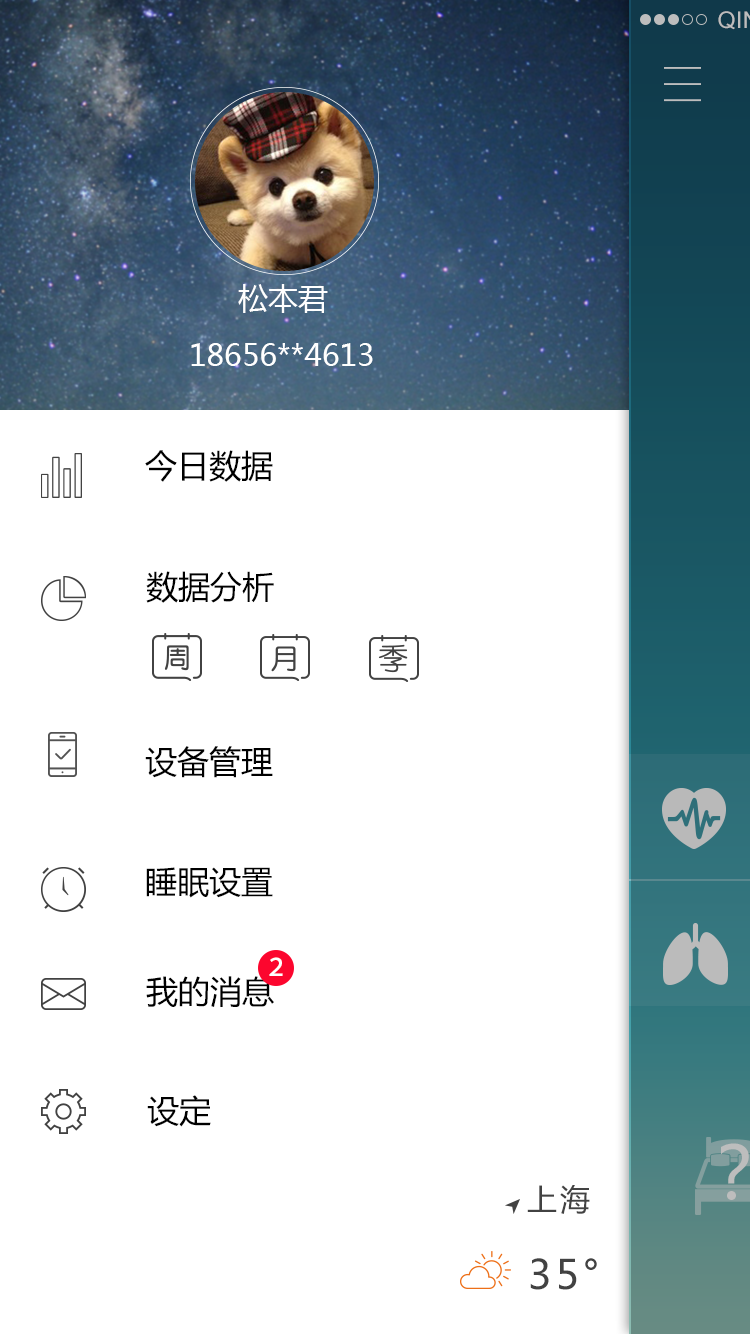 QIN
松本君
18656**4613
今日数据
数据分析
周 月 季
设备管理
睡眠设置
2
我的消息
设定
上海
35°
?